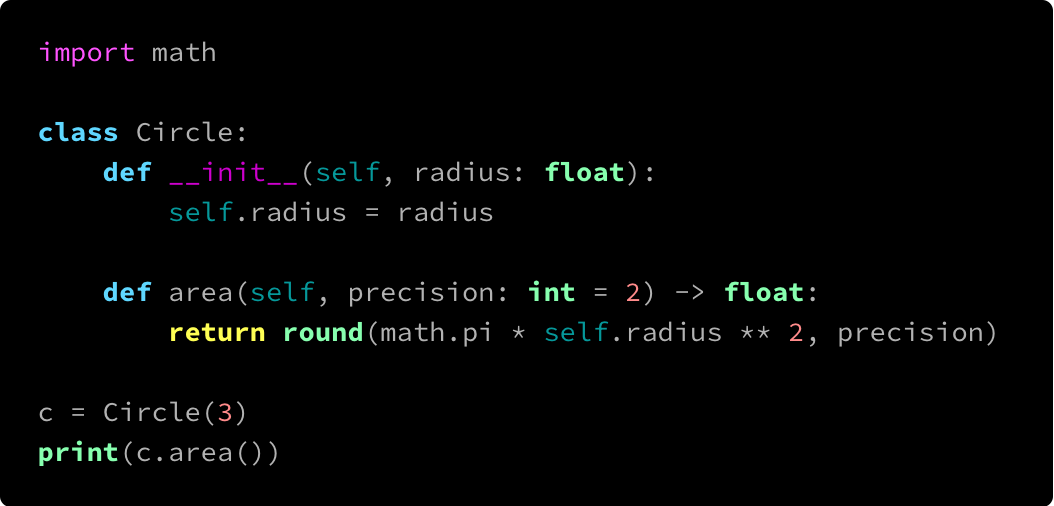 import math

class Circle:
    def __init__(self, radius: float):
        self.radius = radius

    def area(self, precision: int = 2) -> float:
        return round(math.pi * self.radius ** 2, precision)

c = Circle(3)
print(c.area())